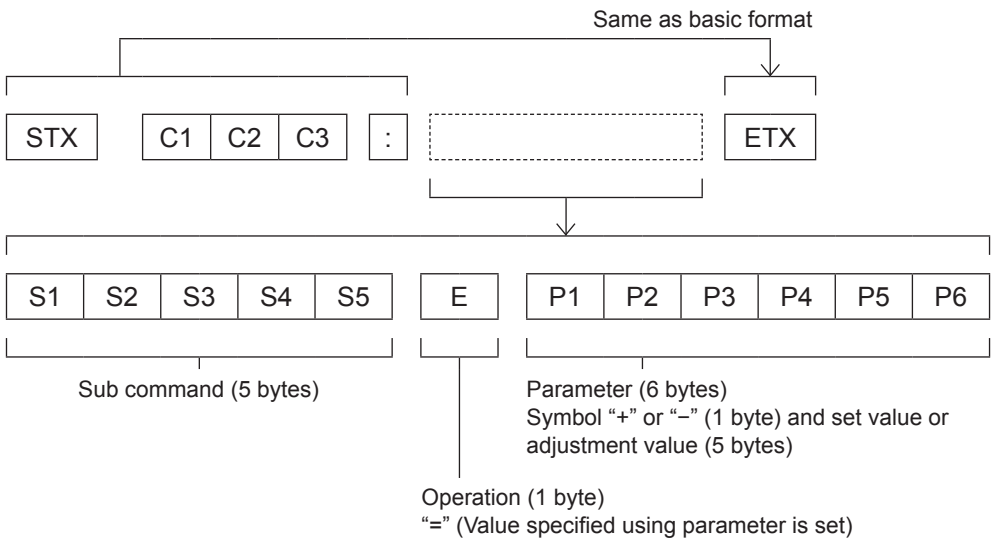 Same as basic format
STX C1 C2 C3 : ETX
S1 S2 S3 S4 S5 E P1 P2 P3 P4 P5 P6
Sub command (5 bytes)
Parameter (6 bytes)
Symbol “+” or “−” (1 byte) and set value or
adjustment value (5 bytes)
Operation (1 byte)
“=” (Value specified using parameter is set)